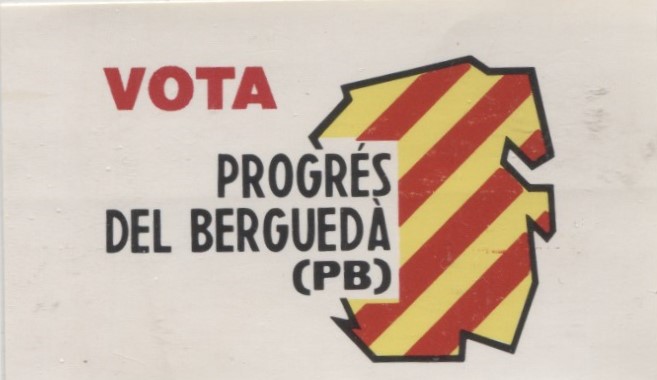 VOTA
PROGRÉS
DEL BERGUEDÀ
(PB)